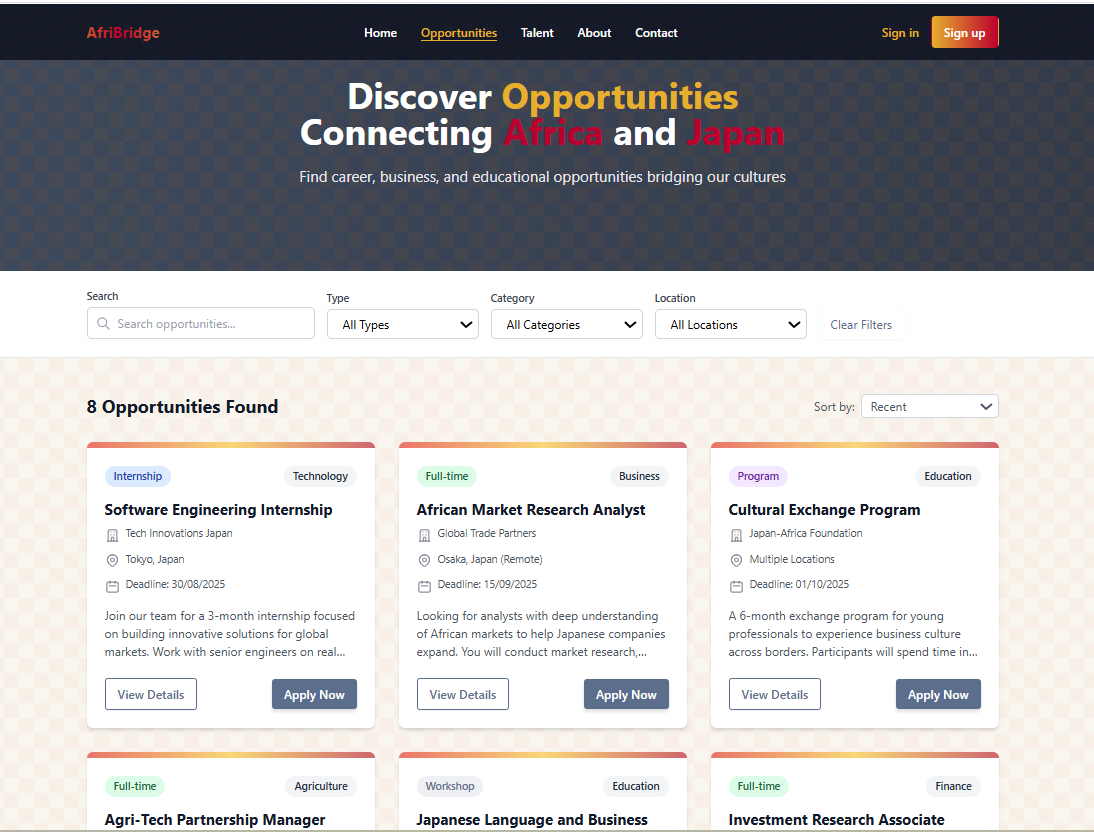 AfriBridge Home Opportunities Talent About Contact Sign in Sign up
Discover Opportunities
Connecting Africa and Japan
Find career, business, and educational opportunities bridging our cultures
Search Type Category Location
Search opportunities... All Types All Categories All Locations Clear Filters
8 Opportunities Found Sort by: Recent
Internship Technology
Software Engineering Internship
Tech Innovations Japan
Tokyo, Japan
Deadline: 30/08/2025
Join our team for a 3-month internship focused
on building innovative solutions for global
markets. Work with senior engineers on real...
View Details Apply Now
Full-time Business
African Market Research Analyst
Global Trade Partners
Osaka, Japan (Remote)
Deadline: 15/09/2025
Looking for analysts with deep understanding
of African markets to help Japanese companies
expand. You will conduct market research,...
View Details Apply Now
Program Education
Cultural Exchange Program
Japan-Africa Foundation
Multiple Locations
Deadline: 01/10/2025
A 6-month exchange program for young
professionals to experience business culture
across borders. Participants will spend time in...
View Details Apply Now
Full-time Agriculture
Agri-Tech Partnership Manager
Workshop Education
Japanese Language and Business
Full-time Finance
Investment Research Associate